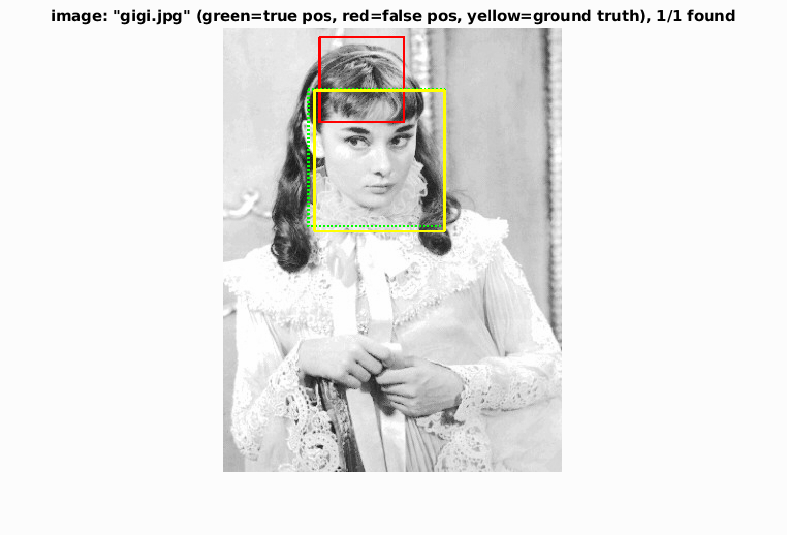 image: "gigi.jpg" (green=true pos, red=false pos, yellow=ground truth), 1/1 found